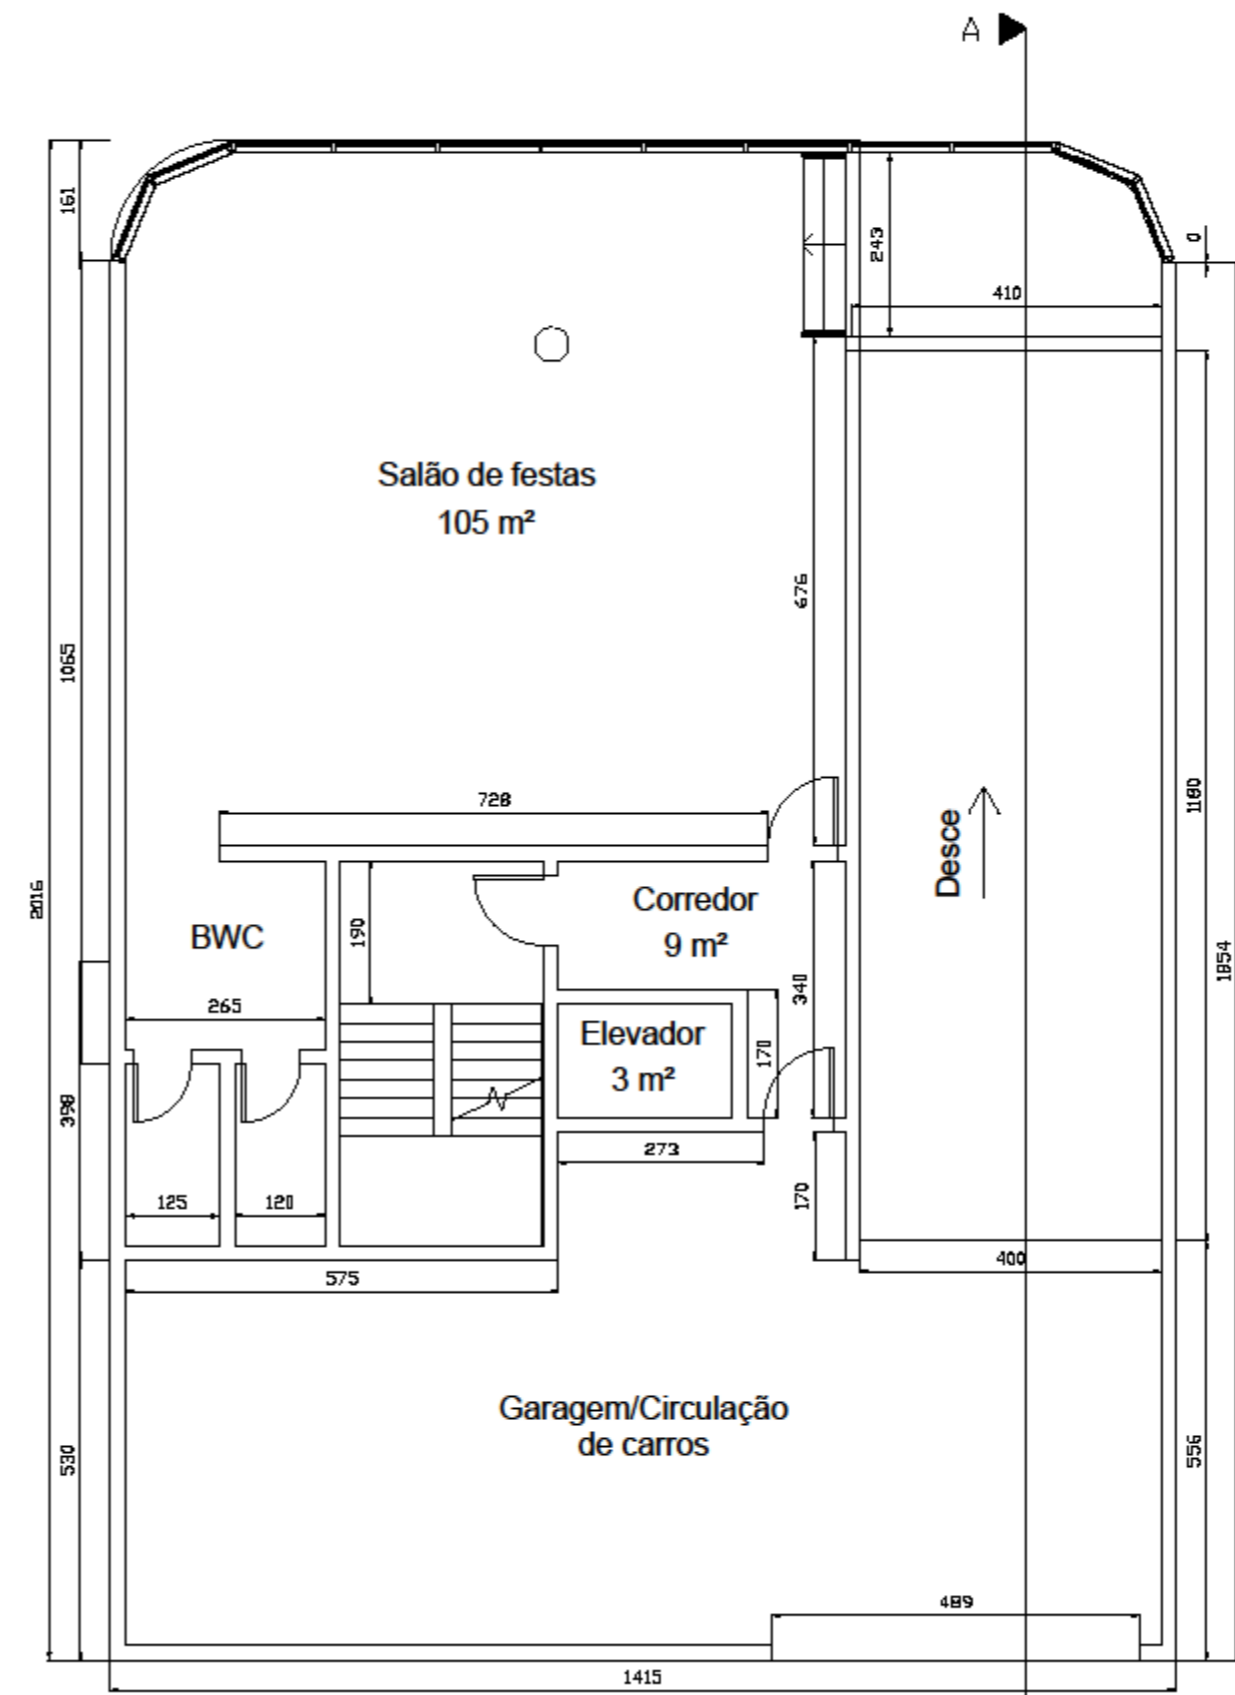 A
161
243
0
410
Salão de festas
105 m²
676
1065
728
1180
Desce
2016
Corredor
9 m²
BWC
190
340
1854
265
Elevador
3 m²
170
398
273
125
120
170
575
400
Garagem/Circulação
de carros
530
556
489
1415